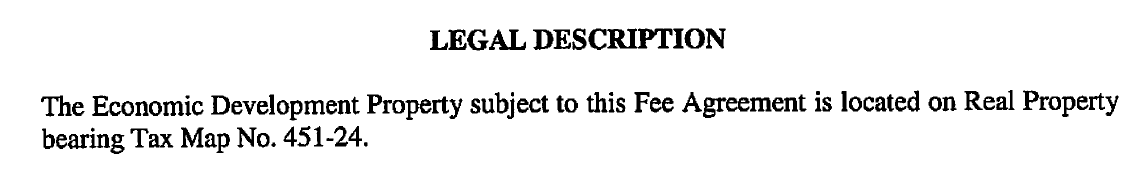 LEGAL DESCRIPTION
The Economic Development Property subject to this Fee Agreement is located on Real Property
bearing Tax Map No. 451-24.